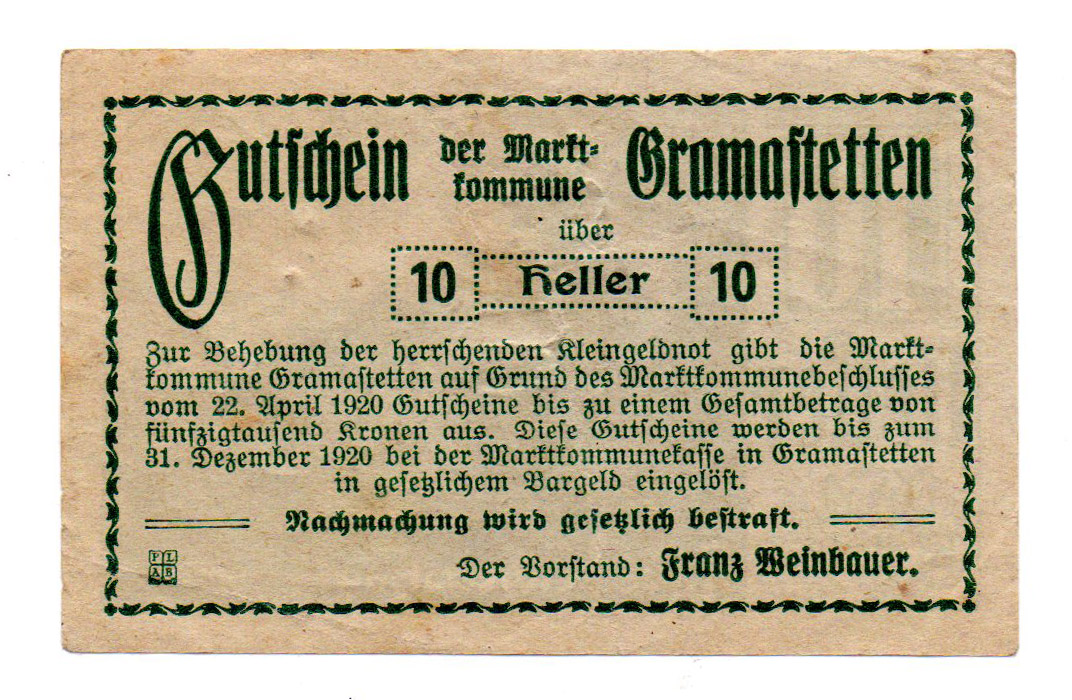 Gutschein der Markt-
kommune Gramastetten
über
10 Heller 10
Zur Behebung der herrschenden Kleingeldnot gibt die Markt-
kommune Gramastetten auf Grund des Marktkommunebeschlusses
vom 22. April 1920 Gutscheine bis zu einem Gesamtbetrage von
fünfzigtausend Kronen aus. Diese Gutscheine werden bis zum
31. Dezember 1920 bei der Marktkommunekasse in Gramastetten
in gesetzlichem Bargeld eingelöst.
Nachmachung wird gesetzlich bestraft.
Der Vorstand: Franz Weinbauer.
PL
AB